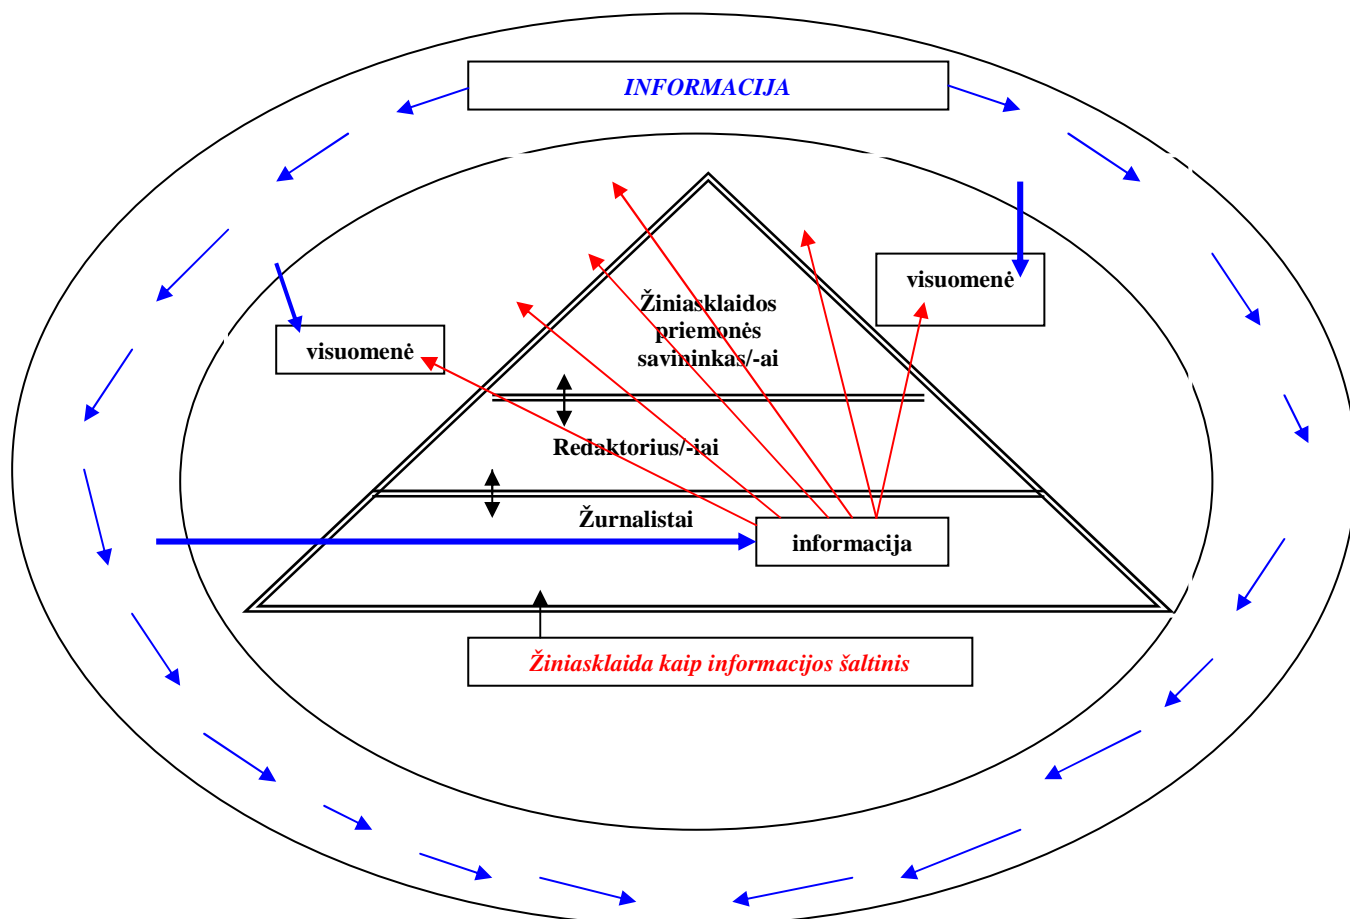 INFORMACIJA
visuomenė
Žiniasklaidos
priemonės
savininkas/-ai
visuomenė
Redaktorius/-iai
Žurnalistai
informacija
Žiniasklaida kaip informacijos šaltinis